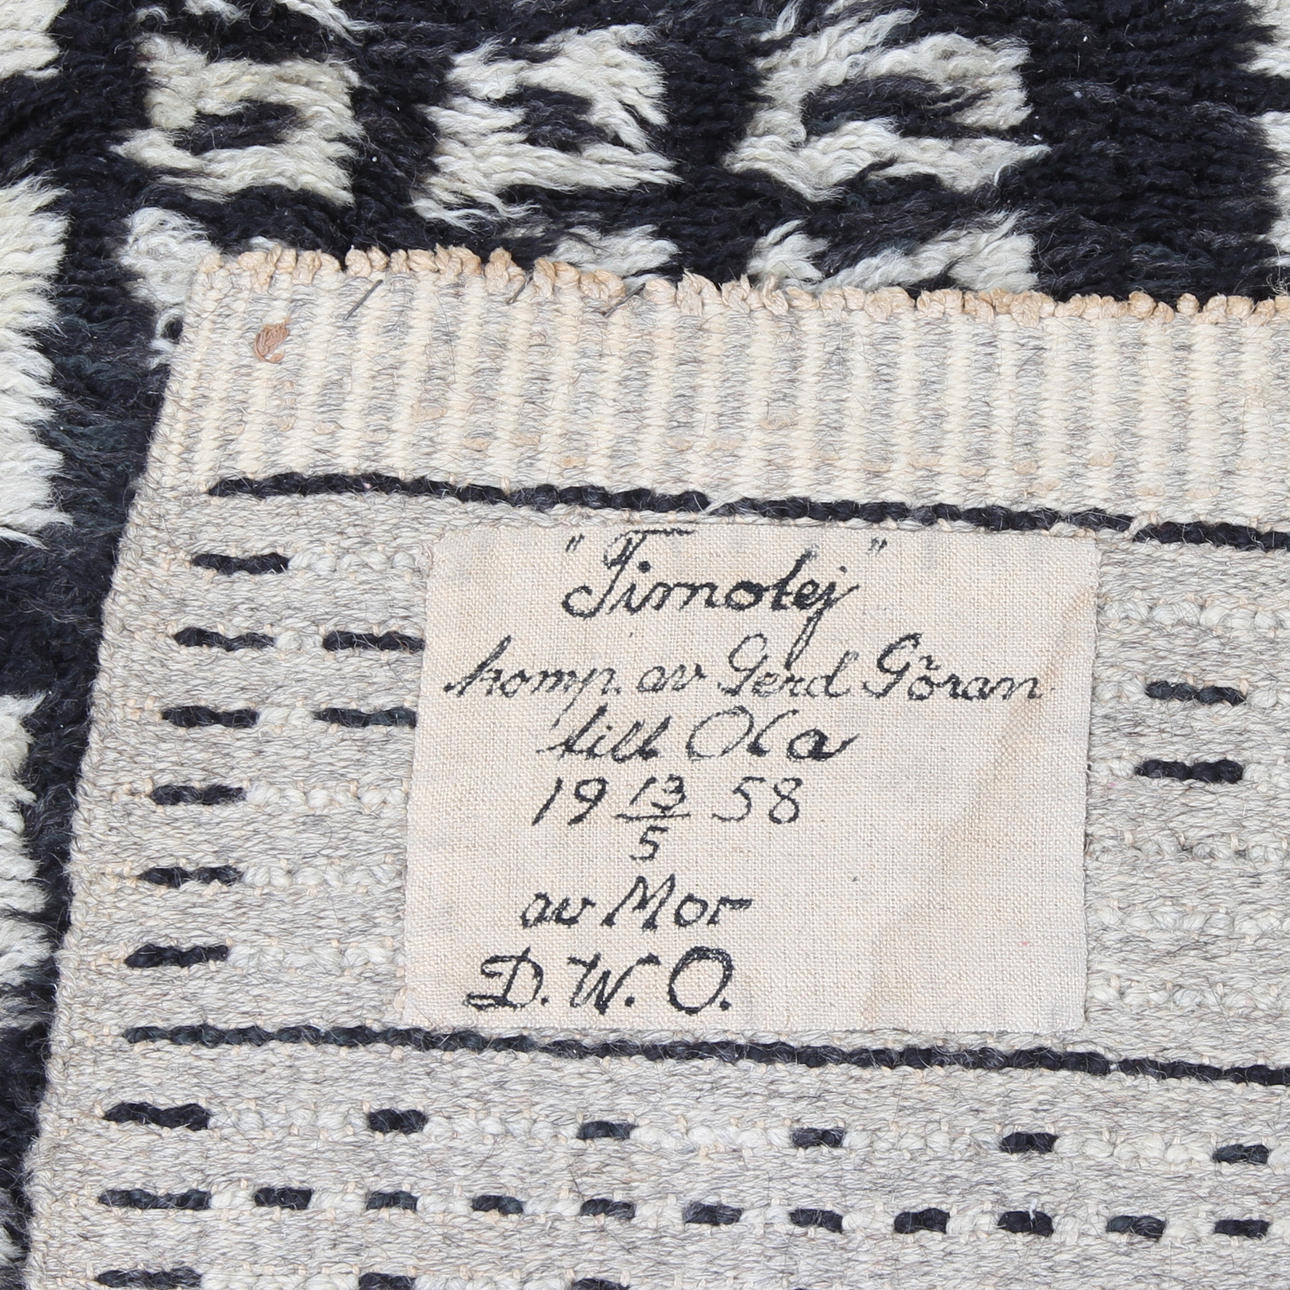 "Timotej"
komp. av Gerd Göran
till Ola
19 13/5 58
av Mor
D.W.O.